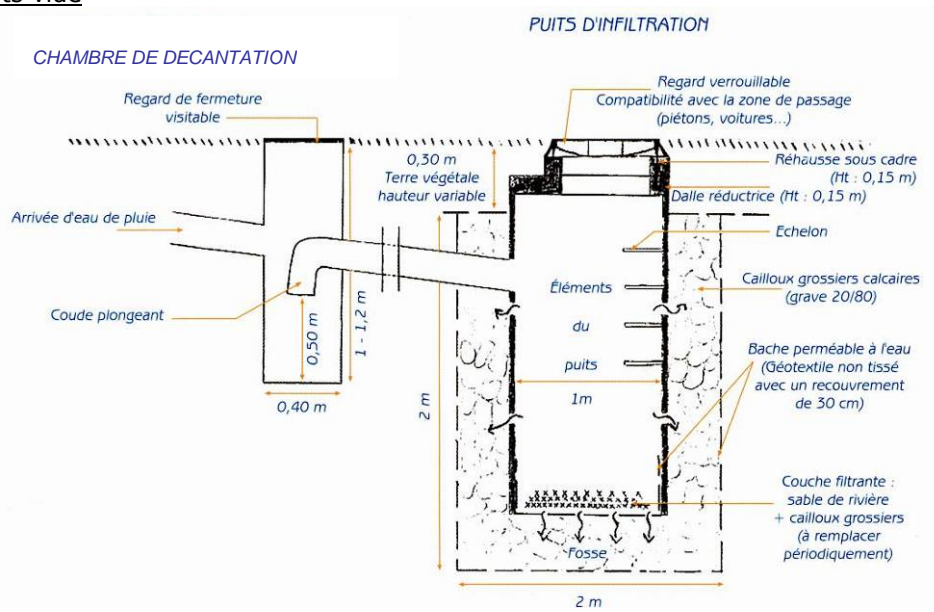 PUITS D'INFILTRATION
CHAMBRE DE DECANTATION
Regard de fermeture
visitable
Regard verrouillable
Compatibilité avec la zone de passage
(piétons, voitures...)
0,30 m
Terre végétale
hauteur variable
Réhausse sous cadre
(Ht : 0,15 m)
Dalle réductrice (Ht : 0,15 m)
Arrivée d'eau de pluie
Echelon
Cailloux grossiers calcaires
(grave 20/80)
Éléments
du
puits
Coude plongeant
0,50 m
1 - 1,2 m
0,40 m
2 m
1m
Bache perméable à l'eau
(Géotextile non tissé
avec un recouvrement
de 30 cm)
Couche filtrante :
sable de rivière
+ cailloux grossiers
(à remplacer
périodiquement)
Fosse
2 m